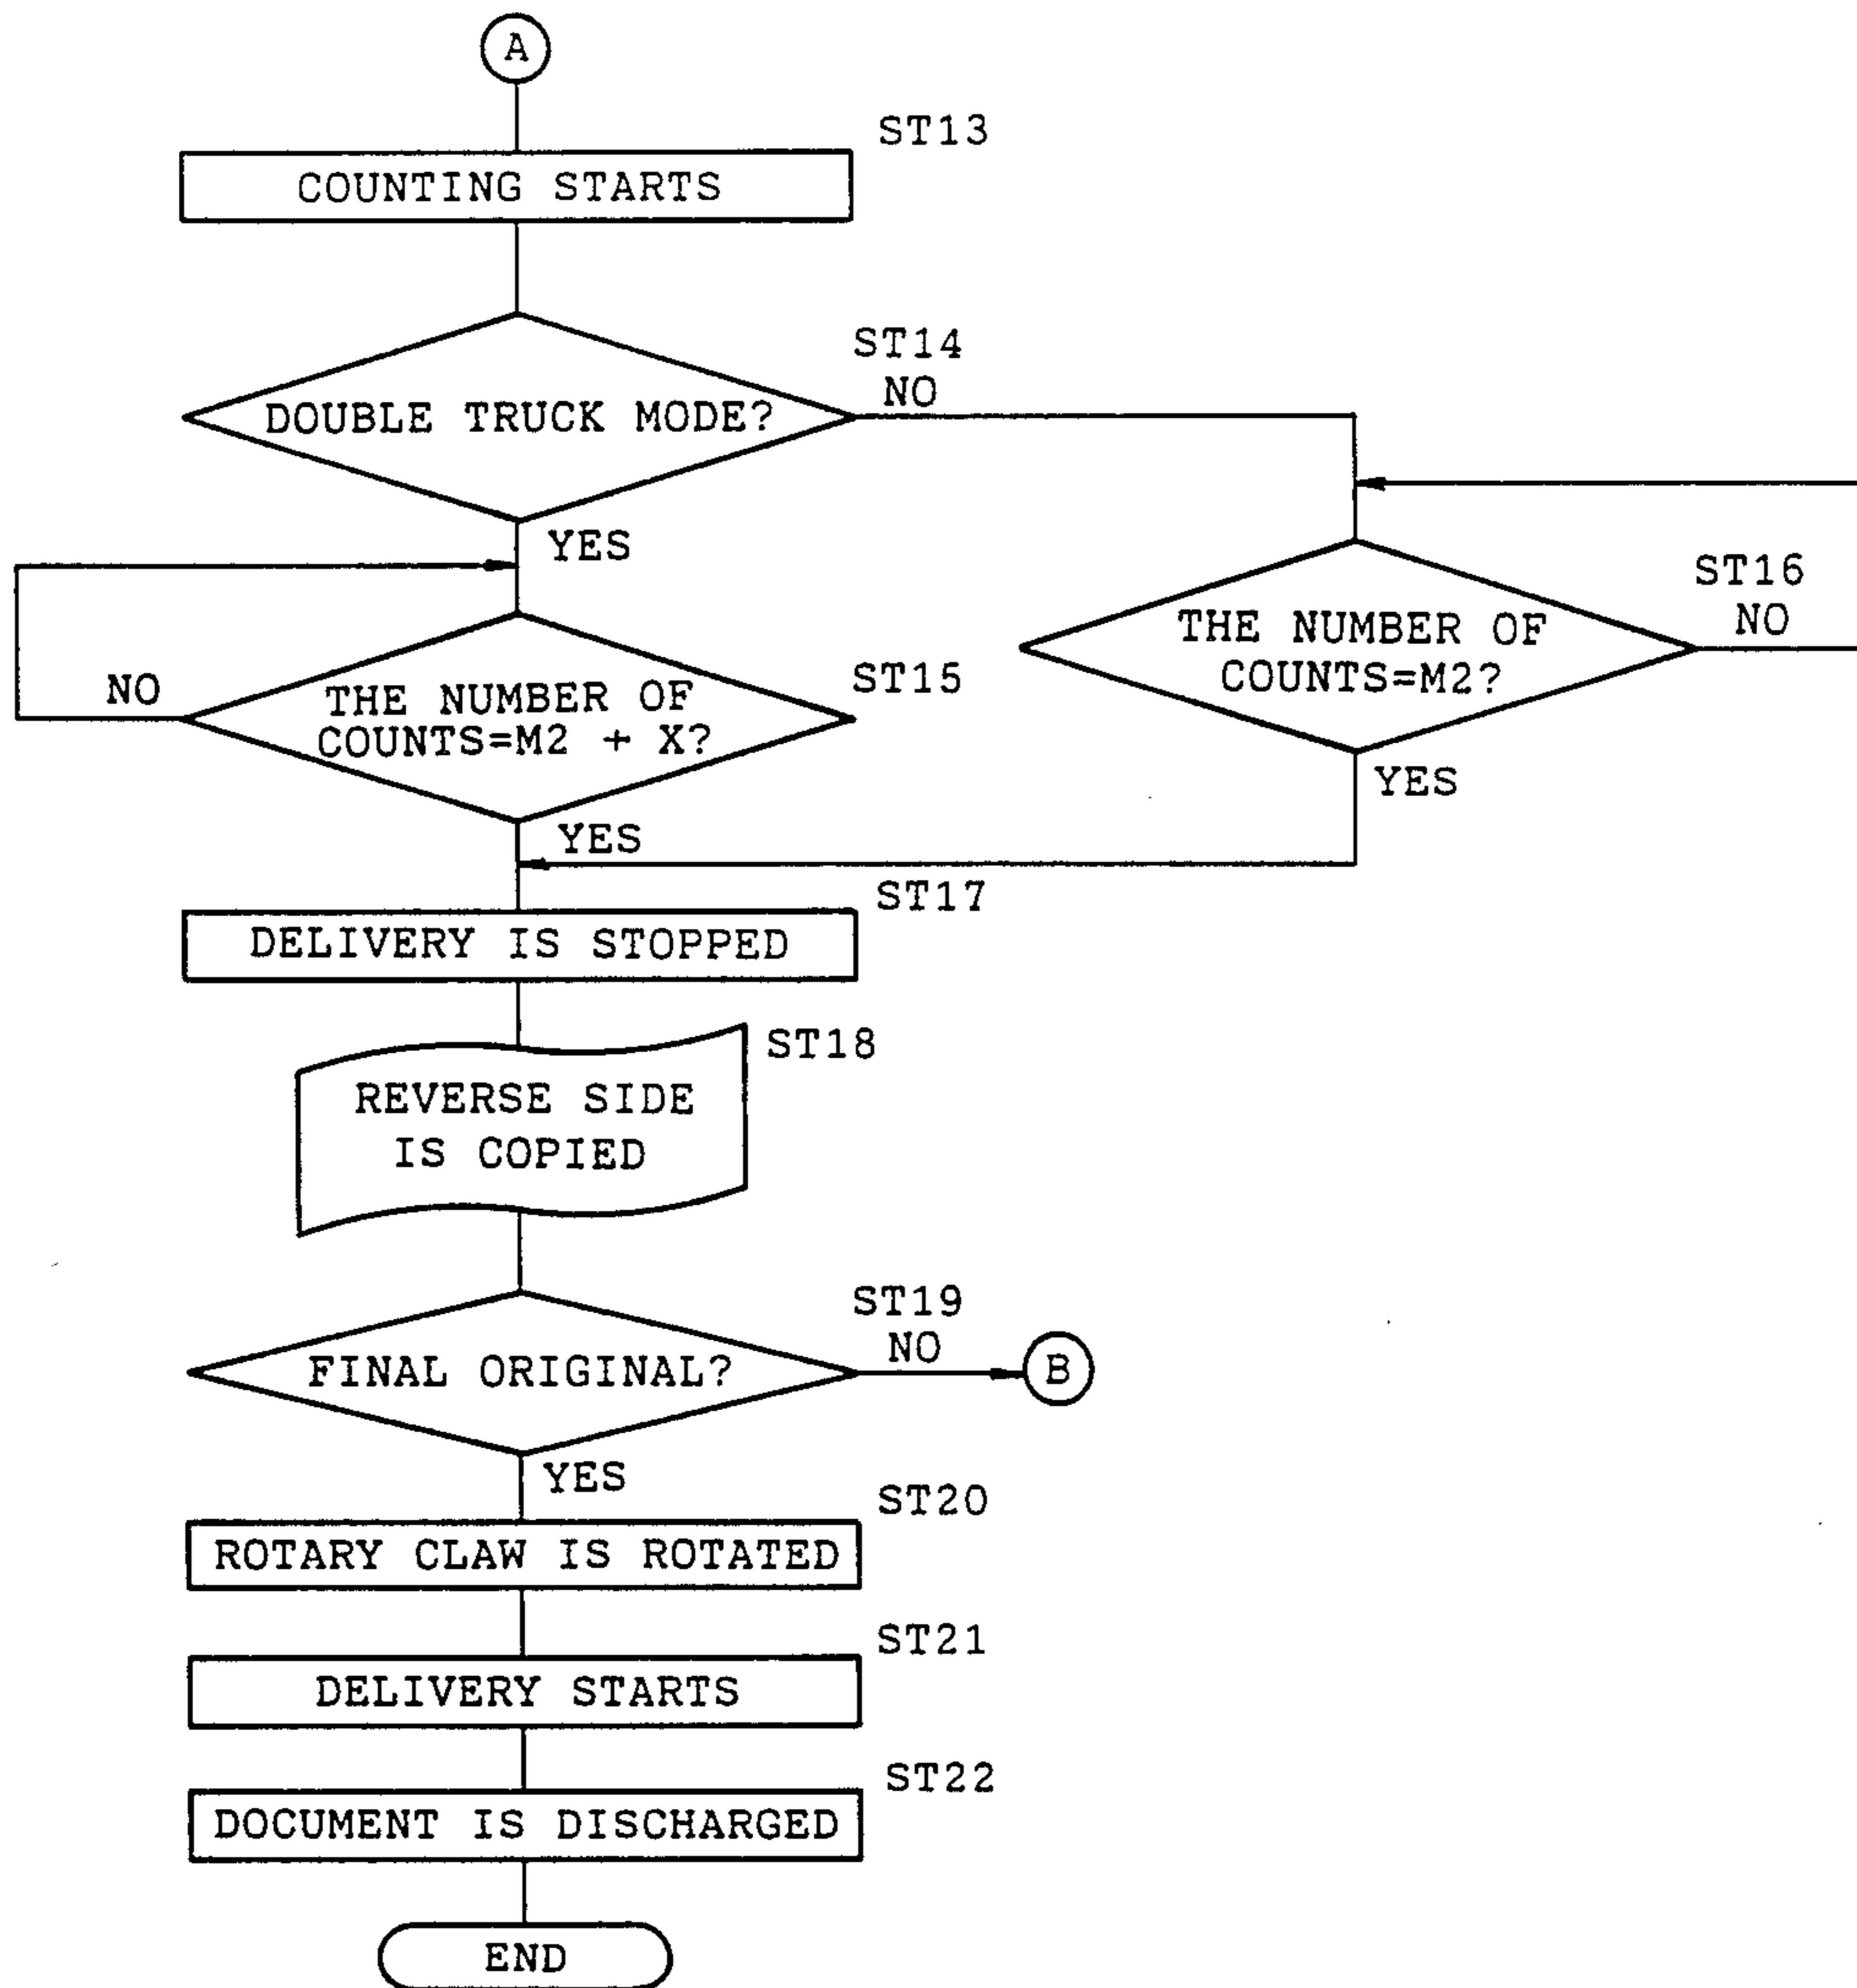 A
ST13
COUNTING STARTS
ST14
NO
DOUBLE TRUCK MODE?
YES
ST16
NO
THE NUMBER OF
COUNTS=M2?
YES
NO
ST15
THE NUMBER OF
COUNTS=M2 + X?
YES
ST17
DELIVERY IS STOPPED
ST18
REVERSE SIDE
IS COPIED
ST19
NO
B
FINAL ORIGINAL?
YES
ST20
ROTARY CLAW IS ROTATED
ST21
DELIVERY STARTS
ST22
DOCUMENT IS DISCHARGED
END